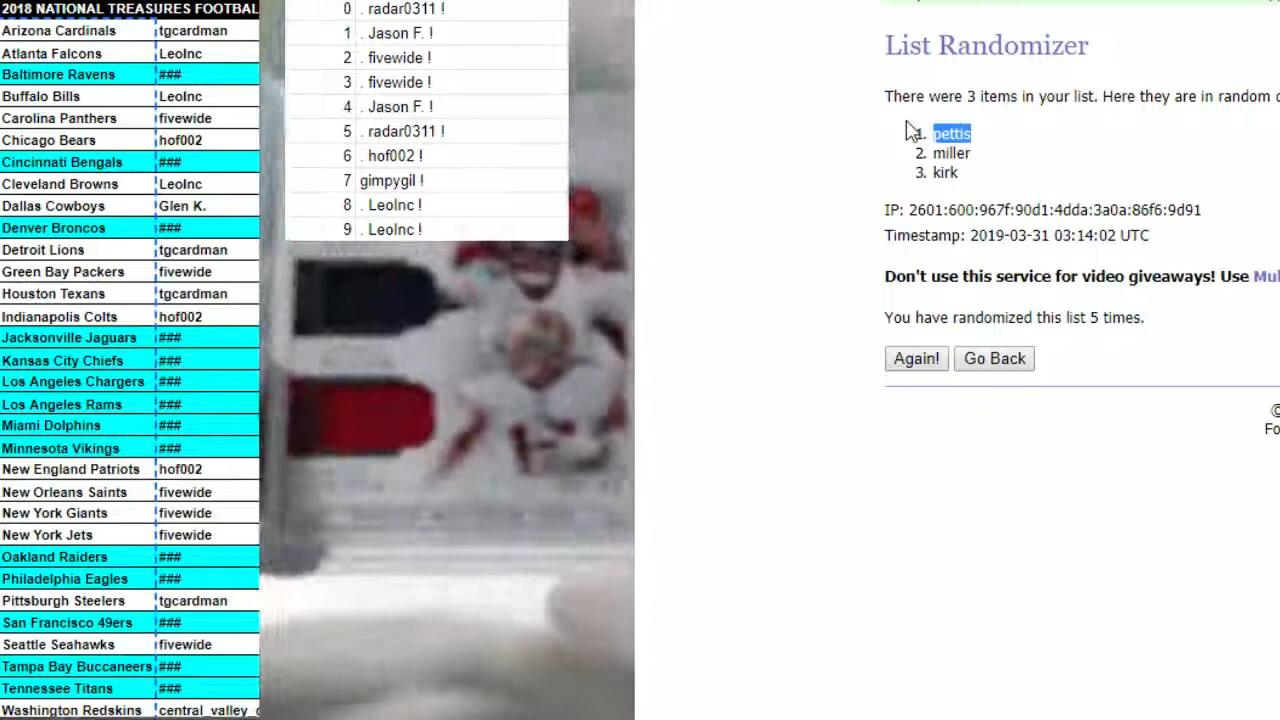 2018 NATIONAL TREASURES FOOTBAL
Arizona Cardinals tgcardman
Atlanta Falcons LeoInc
Baltimore Ravens ###
Buffalo Bills LeoInc
Carolina Panthers fivewide
Chicago Bears hof002
Cincinnati Bengals ###
Cleveland Browns LeoInc
Dallas Cowboys Glen K.
Denver Broncos ###
Detroit Lions tgcardman
Green Bay Packers fivewide
Houston Texans tgcardman
Indianapolis Colts hof002
Jacksonville Jaguars ###
Kansas City Chiefs ###
Los Angeles Chargers ###
Los Angeles Rams ###
Miami Dolphins ###
Minnesota Vikings ###
New England Patriots hof002
New Orleans Saints fivewide
New York Giants fivewide
New York Jets fivewide
Oakland Raiders ###
Philadelphia Eagles ###
Pittsburgh Steelers tgcardman
San Francisco 49ers ###
Seattle Seahawks fivewide
Tampa Bay Buccaneers ###
Tennessee Titans ###
Washington Redskins central_valley_
0 . radar0311 !
1 . Jason F. !
2 . fivewide !
3 . fivewide !
4 . Jason F. !
5 . radar0311 !
6 . hof002 !
7 gimpygil !
8 . LeoInc !
9 . LeoInc !
List Randomizer
There were 3 items in your list. Here they are in random
1. pettis
2. miller
3. kirk
IP: 2601:600:967f:90d1:4dda:3a0a:86f6:9d91
Timestamp: 2019-03-31 03:14:02 UTC
Don't use this service for video giveaways! Use Mul
You have randomized this list 5 times.
Again! Go Back
©
Fo